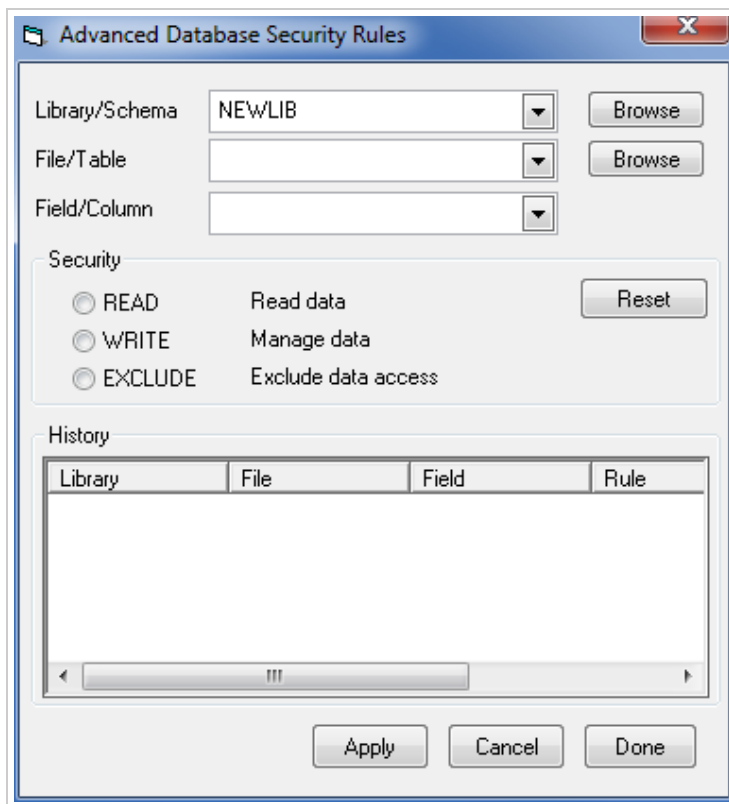 Advanced Database Security Rules
Library/Schema NEWLIB Browse
File/Table Browse
Field/Column
Security
READ Read data Reset
WRITE Manage data
EXCLUDE Exclude data access
History
Library File Field Rule
Apply Cancel Done